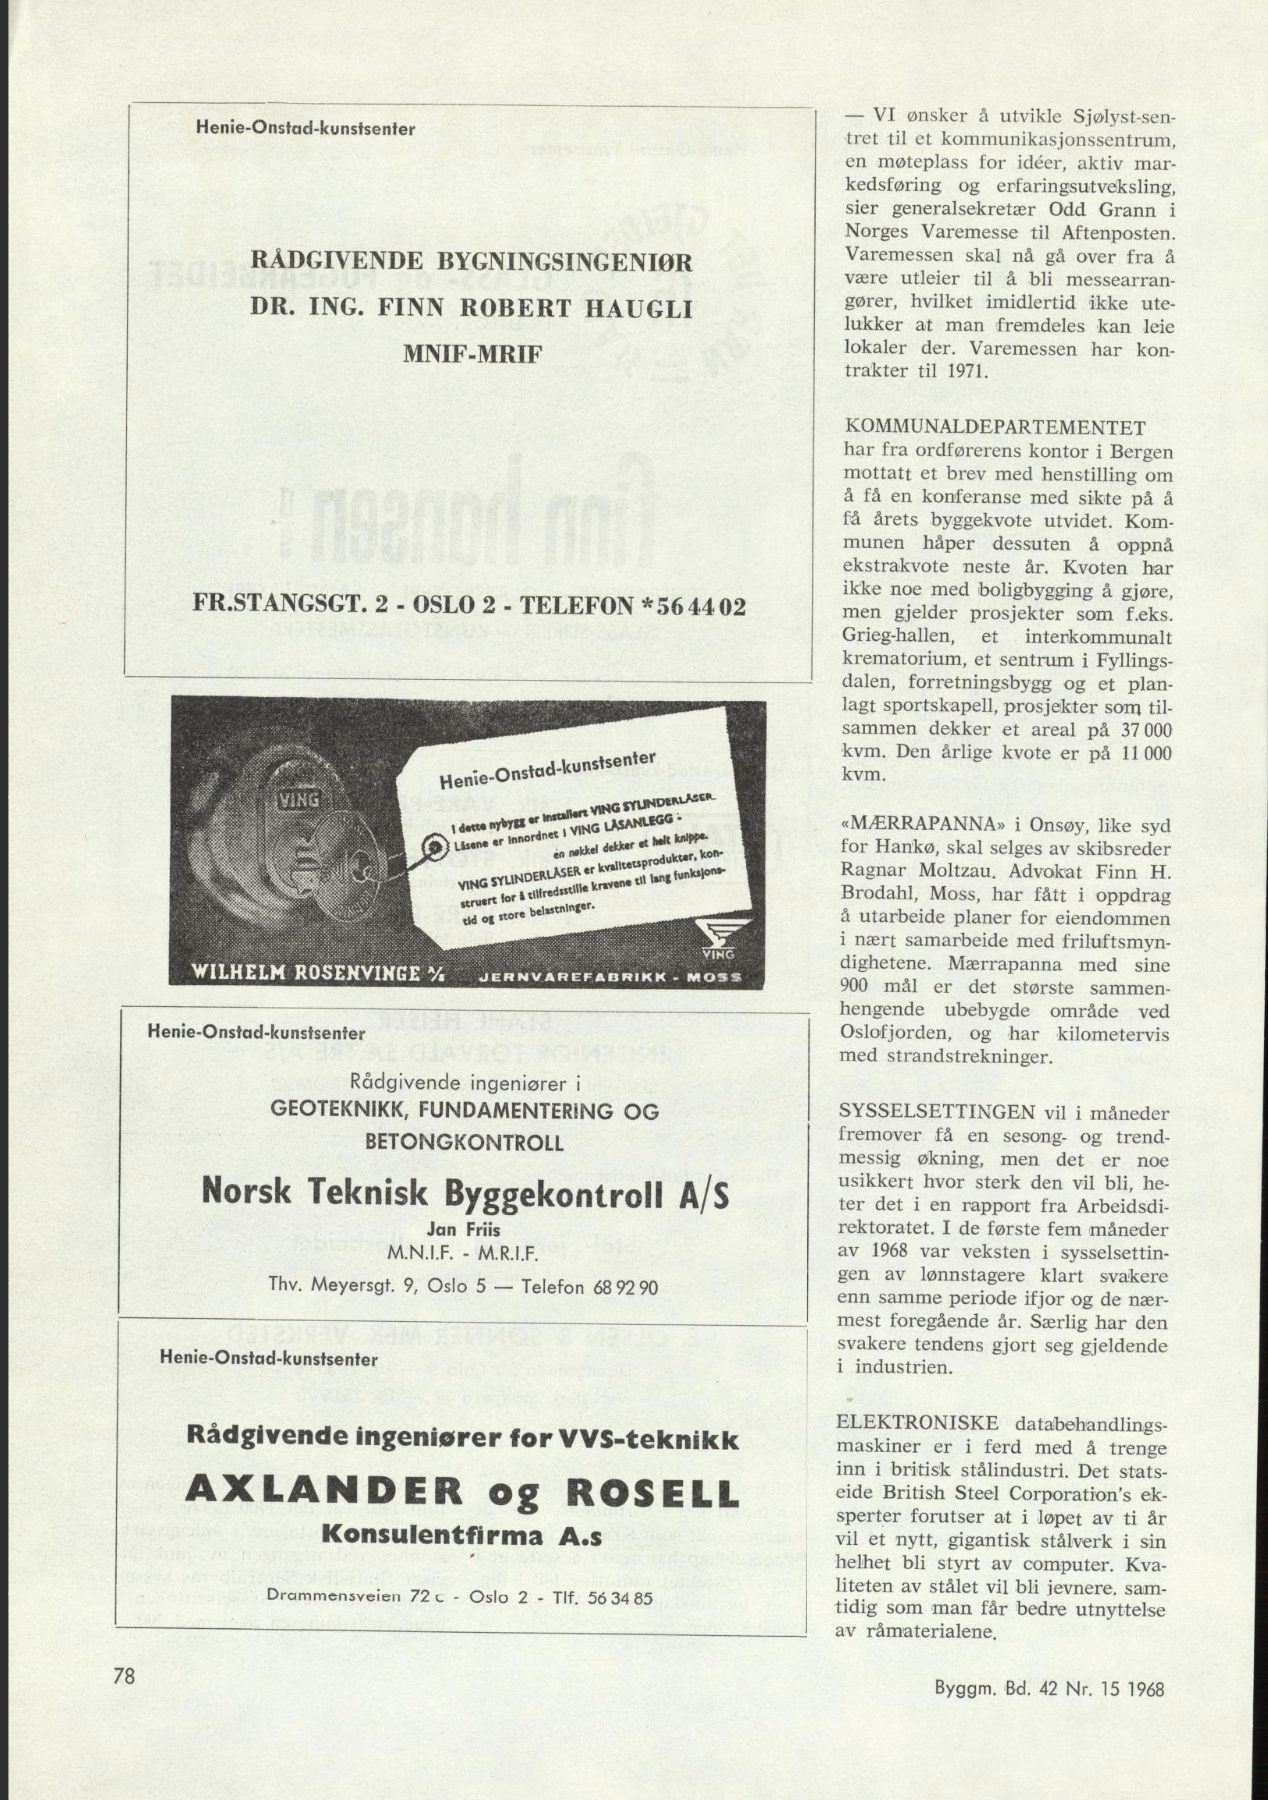 Henie-Onstad-kunstsenter
RÅDGIVENDE BYGNINGSINGENIØR
DR. ING. FINN ROBERT HAUGLI
MNIF-MRIF
FR.STANGSGT. 2 - OSLO 2 - TELEFON *56 44 02
VING
Henie-Onstad-kunstsenter
I dette nybygg er installert VING SYLINDERLÅSER
Låsene er innordnet i VING LÅSANLEGG :
en nøkkel dekker et helt knippe.
VING SYLINDERLÅSER er kvalitetsprodukter, kon-
struert for å tilfredsstille kravene til lang funksjons-
tid og store belastninger.
VING
WILHELM ROSENVINGE A/S JERNVAREFABRIKK - MOSS
Henie-Onstad-kunstsenter
Rådgivende ingeniører i
GEOTEKNIKK, FUNDAMENTERING OG
BETONGKONTROLL
Norsk Teknisk Byggekontroll A/S
Jan Friis
M.N.I.F. - M.R.I.F.
Thv. Meyersgt. 9, Oslo 5 — Telefon 68 92 90
Henie-Onstad-kunstsenter
Rådgivende ingeniører for VVS-teknikk
AXLANDER og ROSELL
Konsulentfirma A.s
Drammensveien 72 c - Oslo 2 - Tlf. 56 34 85
— VI ønsker å utvikle Sjølyst-sen-
tret til et kommunikasjonssentrum,
en møteplass for idéer, aktiv mar-
kedsføring og erfaringsutveksling,
sier generalsekretær Odd Grann i
Norges Varemesse til Aftenposten.
Varemessen skal nå gå over fra å
være utleier til å bli messearran-
gører, hvilket imidlertid ikke ute-
lukker at man fremdeles kan leie
lokaler der. Varemessen har kon-
trakter til 1971.
KOMMUNALDEPARTEMENTET
har fra ordførerens kontor i Bergen
mottatt et brev med henstilling om
å få en konferanse med sikte på å
få årets byggekvote utvidet. Kom-
munen håper dessuten å oppnå
ekstrakvote neste år. Kvoten har
ikke noe med boligbygging å gjøre,
men gjelder prosjekter som f.eks.
Grieg-hallen, et interkommunalt
krematorium, et sentrum i Fyllings-
dalen, forretningsbygg og et plan-
lagt sportskapell, prosjekter som til-
sammen dekker et areal på 37 000
kvm. Den årlige kvote er på 11 000
kvm.
«MÆRRAPANNA» i Onsøy, like syd
for Hankø, skal selges av skibsreder
Ragnar Moltzau. Advokat Finn H.
Brodahl, Moss, har fått i oppdrag
å utarbeide planer for eiendommen
i nært samarbeide med friluftsmyn-
dighetene. Mærrapanna med sine
900 mål er det største sammen-
hengende ubebygde område ved
Oslofjorden, og har kilometervis
med strandstrekninger.
SYSSELSETTINGEN vil i måneder
fremover få en sesong- og trend-
messig økning, men det er noe
usikkert hvor sterk den vil bli, he-
ter det i en rapport fra Arbeidsdi-
rektoratet. I de første fem måneder
av 1968 var veksten i sysselsettin-
gen av lønnstagere klart svakere
enn samme periode ifjor og de nær-
mest foregående år. Særlig har den
svakere tendens gjort seg gjeldende
i industrien.
ELEKTRONISKE databehandlings-
maskiner er i ferd med å trenge
inn i britisk stålindustri. Det stats-
eide British Steel Corporation's ek-
sperter forutser at i løpet av ti år
vil et nytt, gigantisk stålverk i sin
helhet bli styrt av computer. Kva-
liteten av stålet vil bli jevnere, sam-
tidig som man får bedre utnyttelse
av råmaterialene.
78
Byggm. Bd. 42 Nr. 15 1968